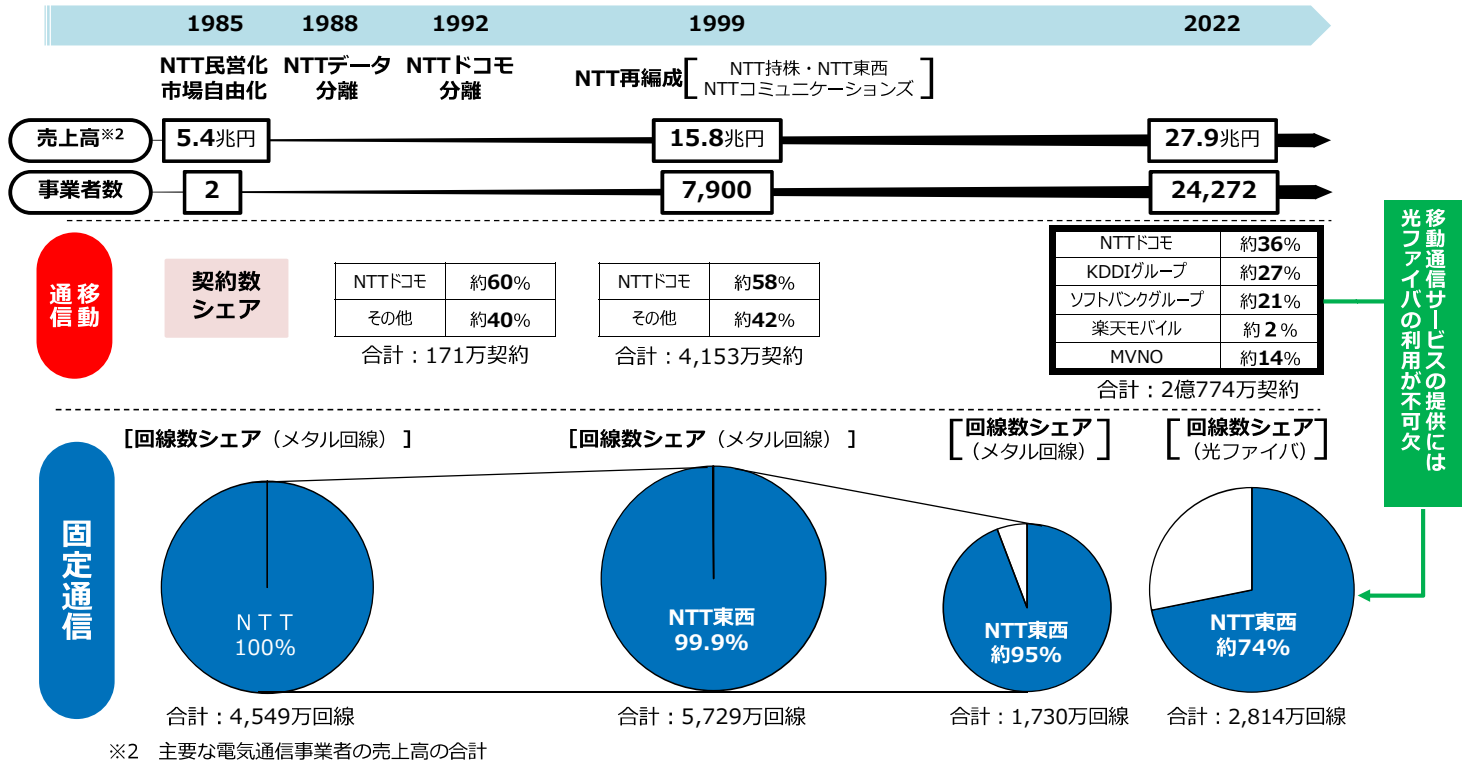 1985 1988 1992 1999 2022
NTT民営化
市場自由化
NTTデータ
分離
NTTドコモ
分離
NTT再編成
NTT持株・NTT東西
NTTコミュニケーションズ
売上高※2 5.4兆円 15.8兆円 27.9兆円
事業者数 2 7,900 24,272
移動
通信
契約数
シェア
NTTドコモ 約60%
その他 約40%
合計：171万契約
NTTドコモ 約58%
その他 約42%
合計：4,153万契約
NTTドコモ 約36%
KDDIグループ 約27%
ソフトバンクグループ 約21%
楽天モバイル 約2%
MVNO 約14%
合計：2億774万契約
移動通信サービスの提供には
光ファイバの利用が不可欠
固定通信
[回線数シェア（メタル回線）]
NTT
100%
合計：4,549万回線
[回線数シェア（メタル回線）]
NTT東西
99.9%
合計：5,729万回線
[回線数シェア
（メタル回線）]
NTT東西
約95%
合計：1,730万回線
[回線数シェア
（光ファイバ）]
NTT東西
約74%
合計：2,814万回線
※2 主要な電気通信事業者の売上高の合計